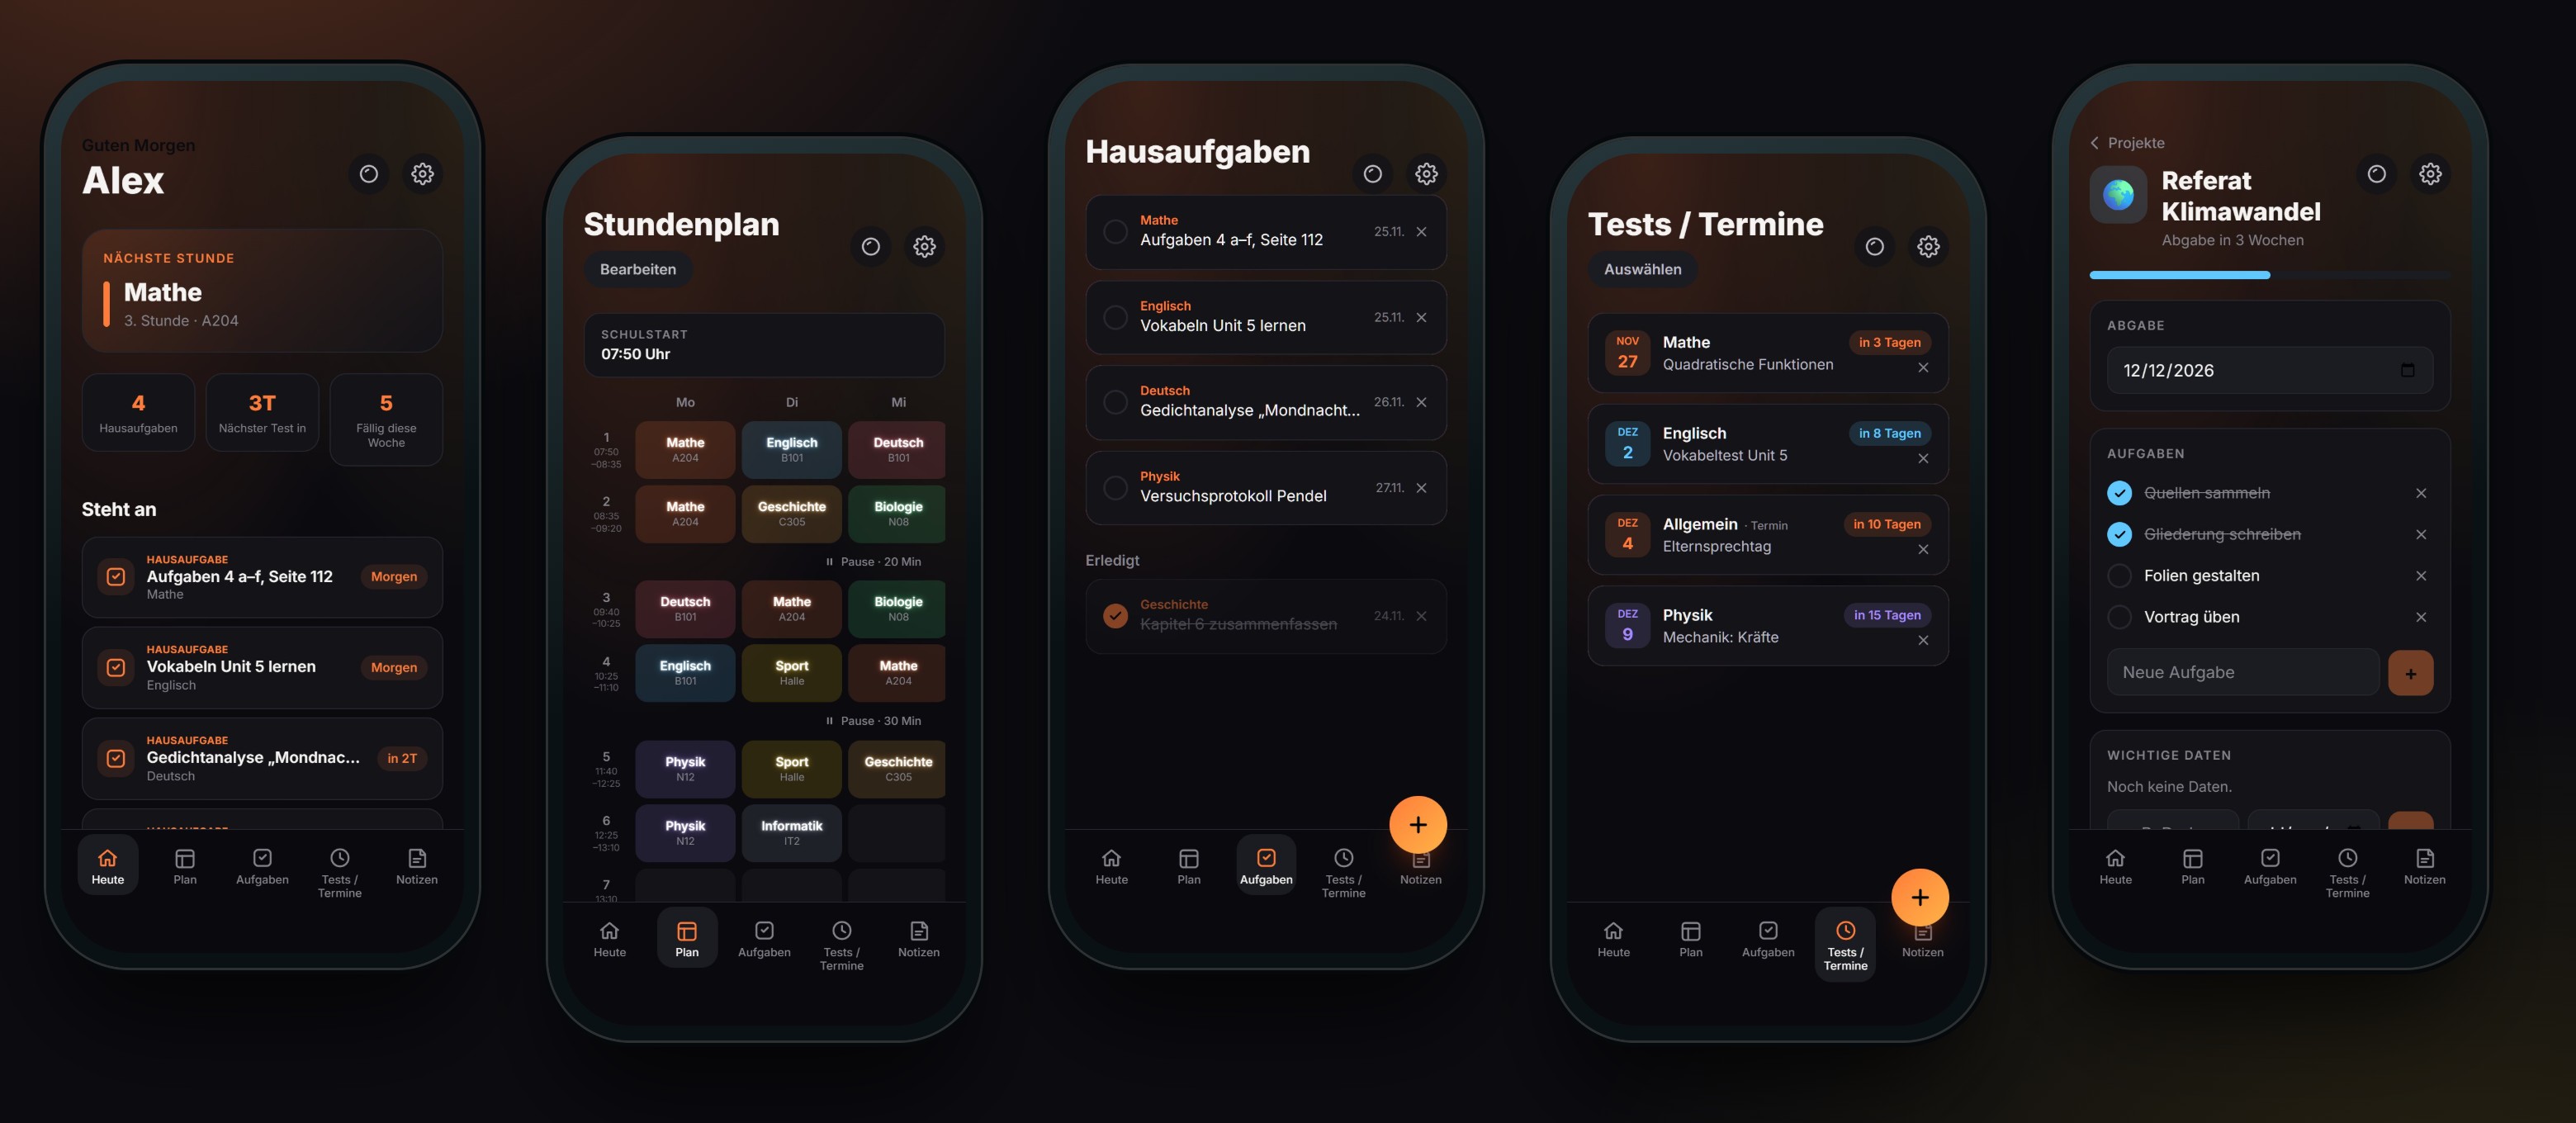 Guten Morgen
Alex
NÄCHSTE STUNDE
Mathe
3. Stunde · A204
4
Hausaufgaben
3T
Nächster Test in
5
Fällig diese
Woche
Steht an
HAUSAUFGABE
Aufgaben 4 a–f, Seite 112
Mathe
Morgen
HAUSAUFGABE
Vokabeln Unit 5 lernen
Englisch
Morgen
HAUSAUFGABE
Gedichtanalyse „Mondnac...
Deutsch
in 2T
Heute
Plan
Aufgaben
Tests /
Termine
Notizen
Stundenplan
Bearbeiten
SCHULSTART
07:50 Uhr
Mo Di Mi
1
07:50
–08:35
Mathe
A204
Englisch
B101
Deutsch
B101
2
08:35
–09:20
Mathe
A204
Geschichte
C305
Biologie
N08
Pause · 20 Min
3
09:40
–10:25
Deutsch
B101
Mathe
A204
Biologie
N08
4
10:25
–11:10
Englisch
B101
Sport
Halle
Mathe
A204
Pause · 30 Min
5
11:40
–12:25
Physik
N12
Sport
Halle
Geschichte
C305
6
12:25
–13:10
Physik
N12
Informatik
IT2
7
13:10
Heute
Plan
Aufgaben
Tests /
Termine
Notizen
Hausaufgaben
Mathe
Aufgaben 4 a–f, Seite 112
25.11.
Englisch
Vokabeln Unit 5 lernen
25.11.
Deutsch
Gedichtanalyse „Mondnacht...
26.11.
Physik
Versuchsprotokoll Pendel
27.11.
Erledigt
Geschichte
Kapitel 6 zusammenfassen
24.11.
+
Heute
Plan
Aufgaben
Tests /
Termine
Notizen
Tests / Termine
Auswählen
NOV
27
Mathe
Quadratische Funktionen
in 3 Tagen
DEZ
2
Englisch
Vokabeltest Unit 5
in 8 Tagen
DEZ
4
Allgemein · Termin
Elternsprechtag
in 10 Tagen
DEZ
9
Physik
Mechanik: Kräfte
in 15 Tagen
+
Heute
Plan
Aufgaben
Tests /
Termine
Notizen
Projekte
Referat
Klimawandel
Abgabe in 3 Wochen
ABGABE
12/12/2026
AUFGABEN
Quellen sammeln
Gliederung schreiben
Folien gestalten
Vortrag üben
Neue Aufgabe
+
WICHTIGE DATEN
Noch keine Daten.
Heute
Plan
Aufgaben
Tests /
Termine
Notizen